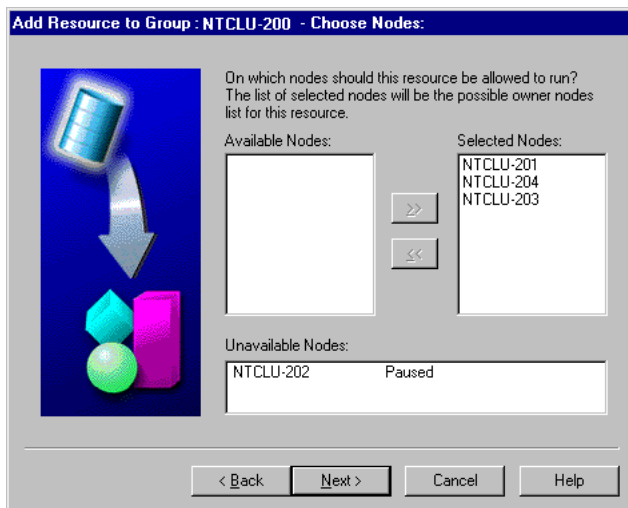 Add Resource to Group : NTCLU-200 - Choose Nodes:
On which nodes should this resource be allowed to run?
The list of selected nodes will be the possible owner nodes
list for this resource.
Available Nodes:
Selected Nodes:
NTCLU-201
NTCLU-204
NTCLU-203
>>
<<
Unavailable Nodes:
NTCLU-202 Paused
< Back
Next >
Cancel
Help